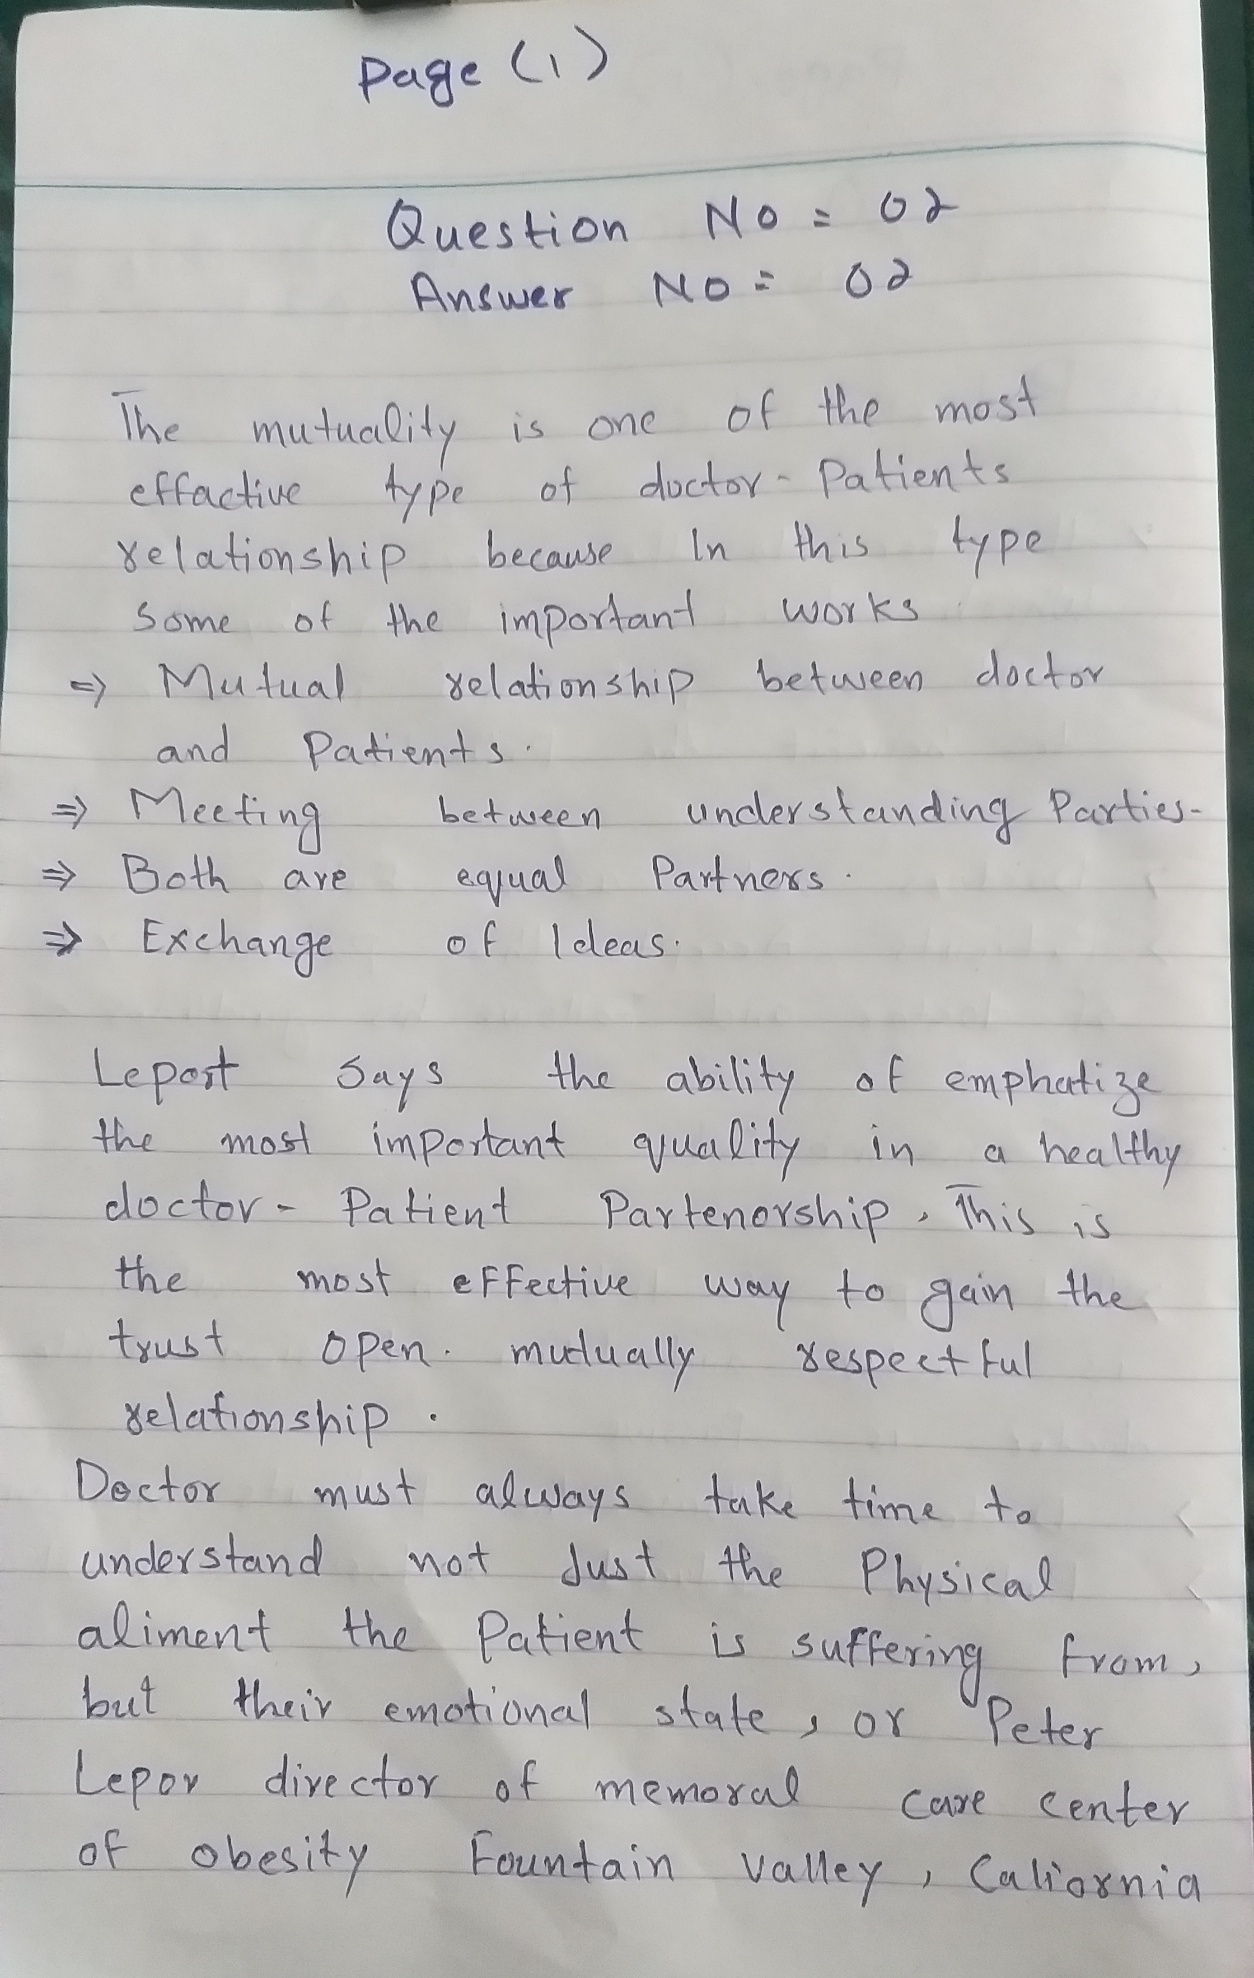 Page (1)
Question No = 02
Answer No = 02
The mutuality is one of the most
effactive type of doctor - Patients
relationship because In this type
some of the important works
⇒ Mutual relationship between doctor
and Patients.
⇒ Meeting between understanding Parties-
⇒ Both are equal Partners.
⇒ Exchange of Ideas.
Leport says the ability of emphatize
the most important quality in a healthy
doctor - Patient Partenorship, This is
the most effective way to gain the
trust open. mutually respectful
relationship.
Doctor must always take time to
understand not Just the Physical
aliment the Patient is suffering from,
but their emotional state, or Peter
Lepor director of memoral care center
of obesity Fountain valley, Caliornia